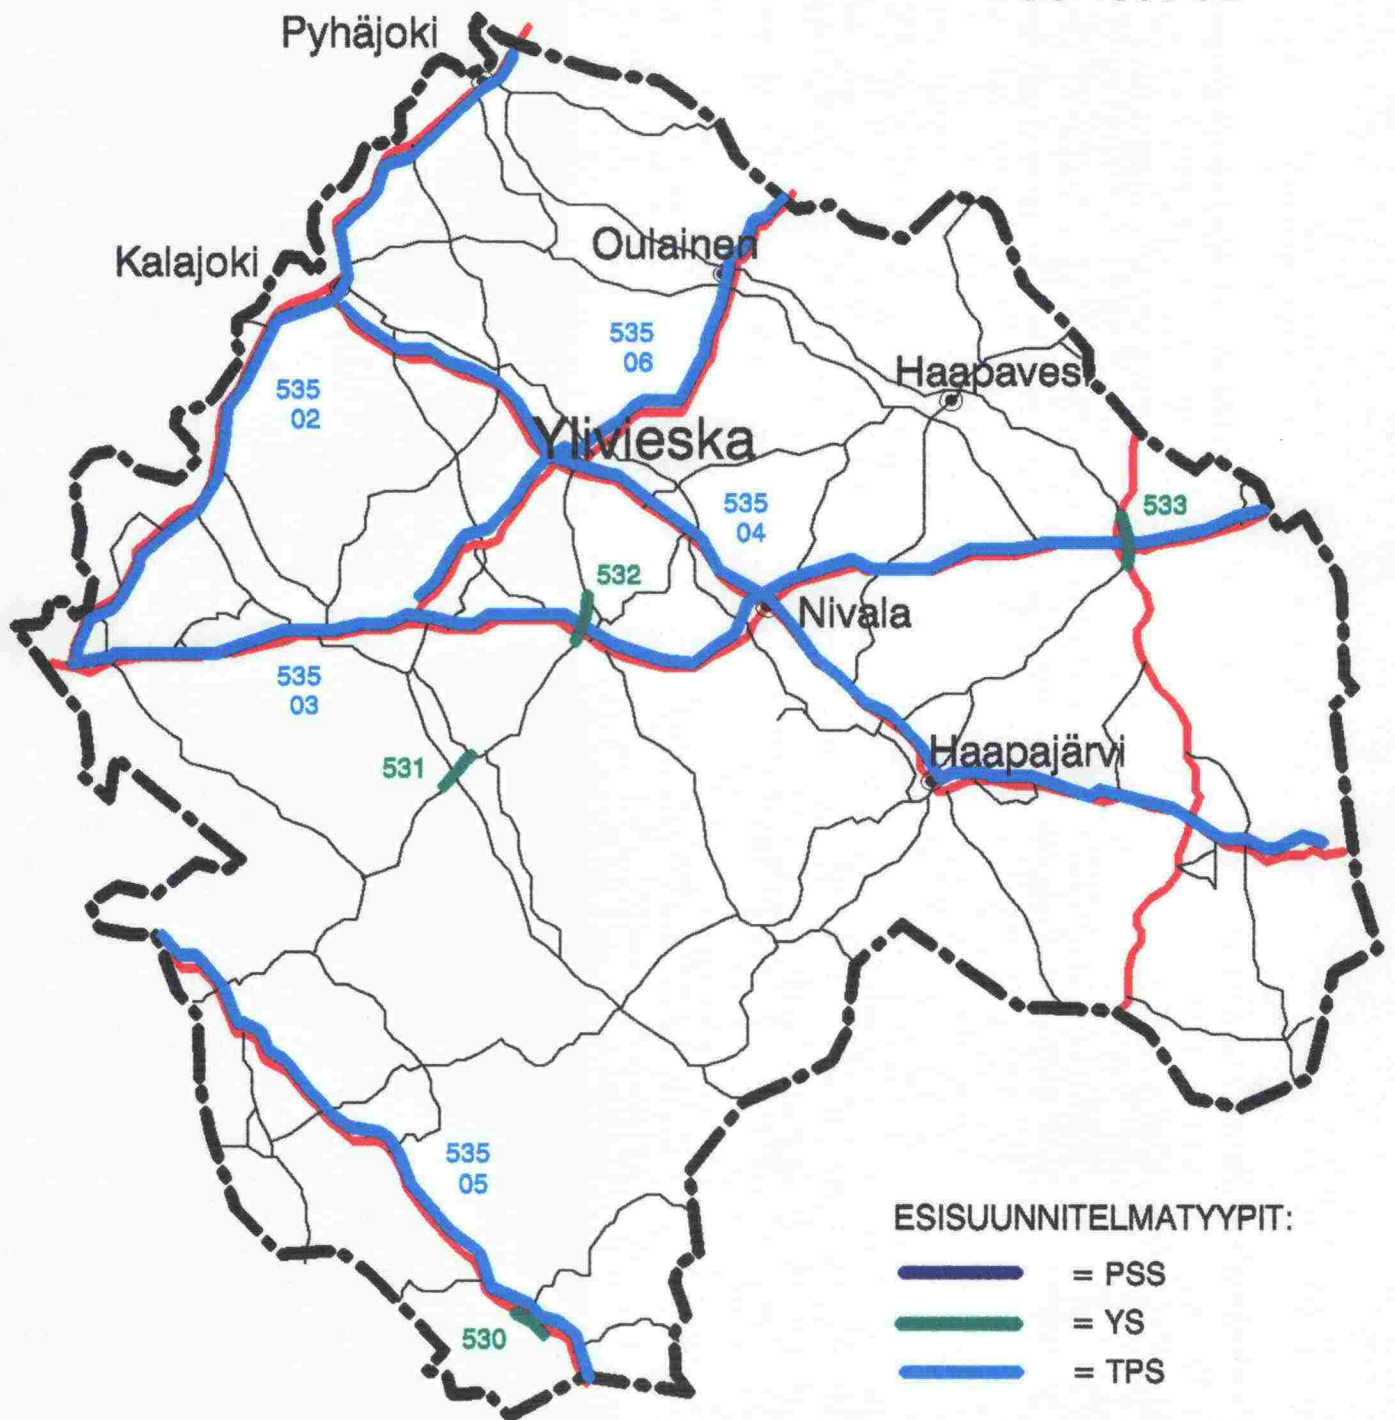 Pyhäjoki
Kalajoki
Oulainen
535
06
535
02
Haapavesi
Ylivieska
535
04
533
532
Nivala
535
03
Haapajärvi
531
535
05
530
ESISUUNNITELMATYYPIT:
= PSS
= YS
= TPS